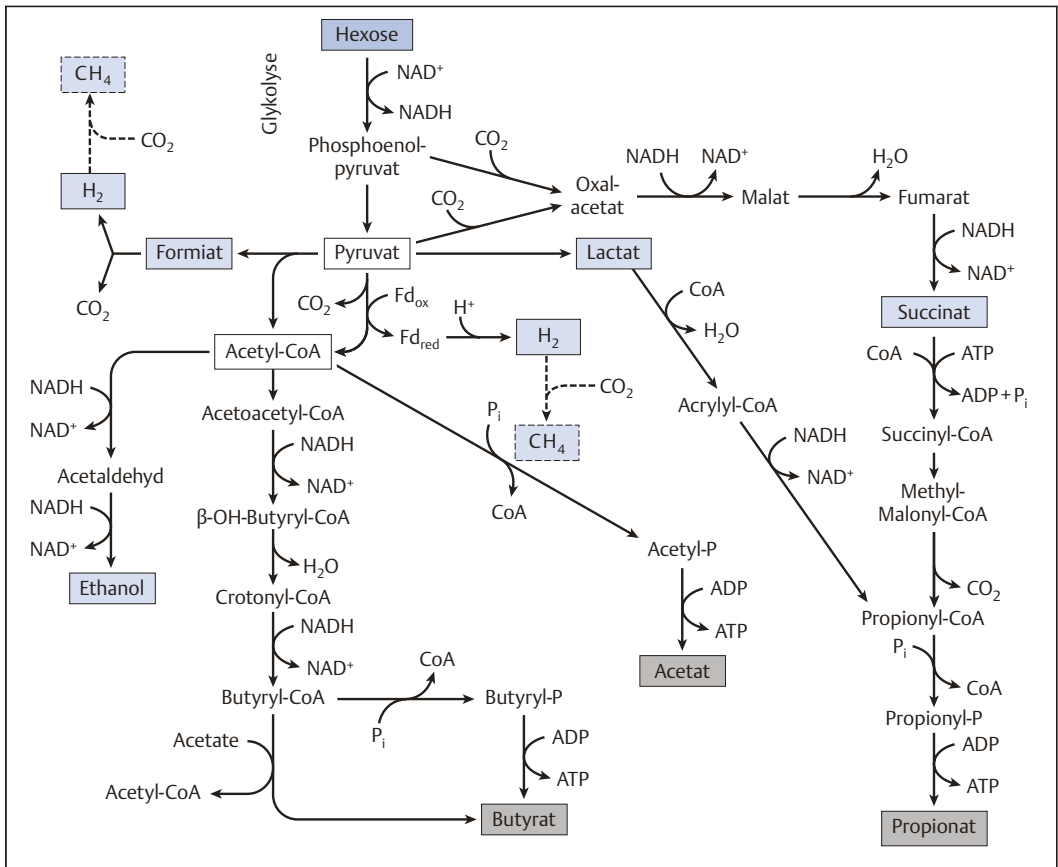 Hexose
Glykolyse
NAD⁺
NADH
CH₄
CO₂
H₂
Phosphoenol-
pyruvat
CO₂
CO₂
Oxal-
acetat
NADH
NAD⁺
Malat
H₂O
Fumarat
Formiat
Pyruvat
Lactat
CO₂
NADH
NAD⁺
CO₂
Fd_ox
Fd_red
H⁺
H₂
CoA
H₂O
Succinat
Acetyl-CoA
CoA
ATP
ADP + Pᵢ
CO₂
CH₄
NADH
NAD⁺
Acetoacetyl-CoA
Pᵢ
CoA
Acrylyl-CoA
NADH
NAD⁺
Succinyl-CoA
NADH
NAD⁺
Acetaldehyd
Methyl-
Malonyl-CoA
NADH
NAD⁺
β-OH-Butyryl-CoA
Acetyl-P
H₂O
Ethanol
Crotonyl-CoA
ADP
ATP
CO₂
Propionyl-CoA
NADH
NAD⁺
Acetat
Pᵢ
CoA
Butyryl-CoA
CoA
Pᵢ
Butyryl-P
Propionyl-P
Acetate
Acetyl-CoA
ADP
ATP
ADP
ATP
Butyrat
Propionat